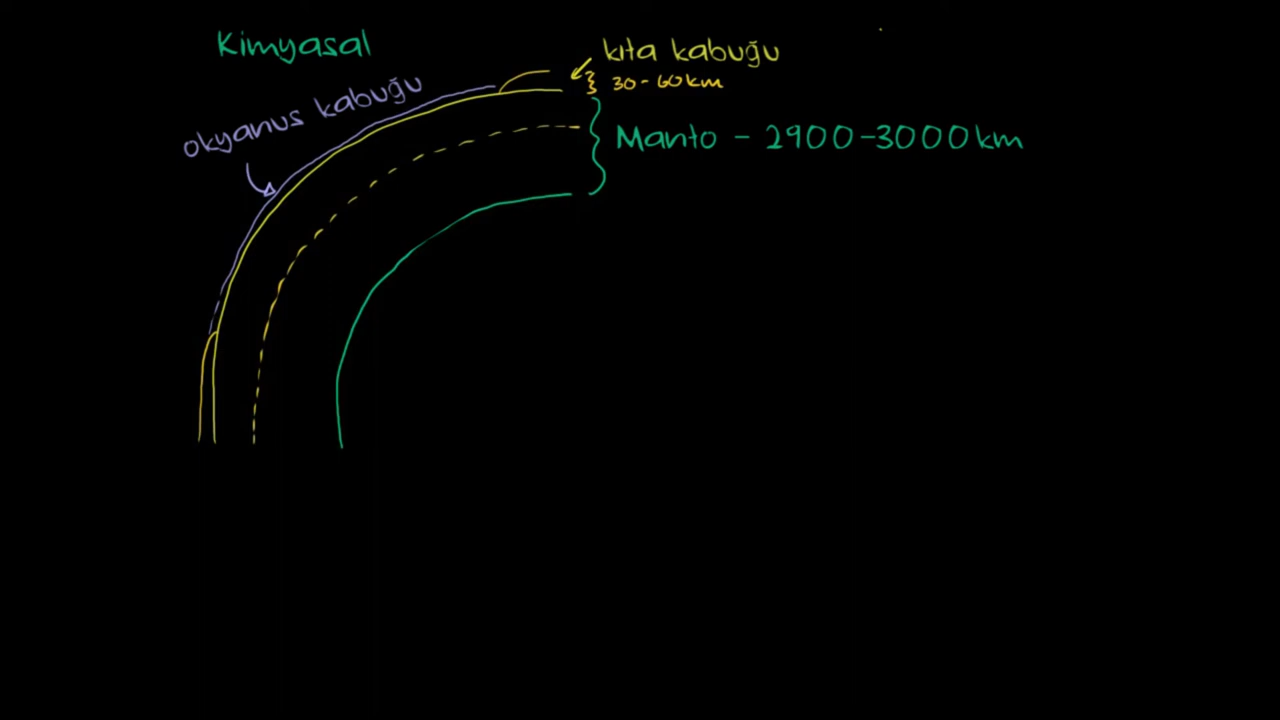 Kimyasal
kıta kabuğu
30-60km
okyanus kabuğu
Manto - 2900-3000km